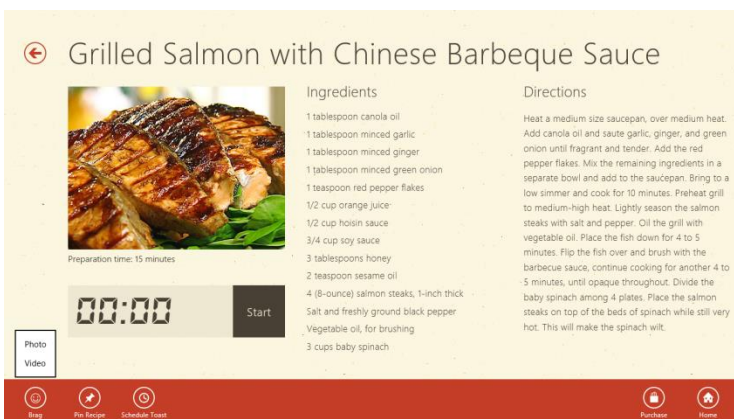 Grilled Salmon with Chinese Barbeque Sauce
Preparation time: 15 minutes
00:00
Start
Ingredients
1 tablespoon canola oil
1 tablespoon minced garlic
1 tablespoon minced ginger
1 tablespoon minced green onion
1 teaspoon red pepper flakes
1/2 cup orange juice
1/2 cup hoisin sauce
3/4 cup soy sauce
3 tablespoons honey
2 teaspoon sesame oil
4 (8-ounce) salmon steaks, 1-inch thick
Salt and freshly ground black pepper
Vegetable oil, for brushing
3 cups baby spinach
Directions
Heat a medium size saucepan, over medium heat.
Add canola oil and saute garlic, ginger, and green
onion until fragrant and tender. Add the red
pepper flakes. Mix the remaining ingredients in a
separate bowl and add to the saucepan. Bring to a
low simmer and cook for 10 minutes. Preheat grill
to medium-high heat. Lightly season the salmon
steaks with salt and pepper. Oil the grill with
vegetable oil. Place the fish down for 4 to 5
minutes. Flip the fish over and brush with the
barbecue sauce, continue cooking for another 4 to
5 minutes, until opaque throughout. Divide the
baby spinach among 4 plates. Place the salmon
steaks on top of the beds of spinach while still very
hot. This will make the spinach wilt.
Photo
Video
Brag
Pin Recipe
Schedule Toast
Purchase
Home